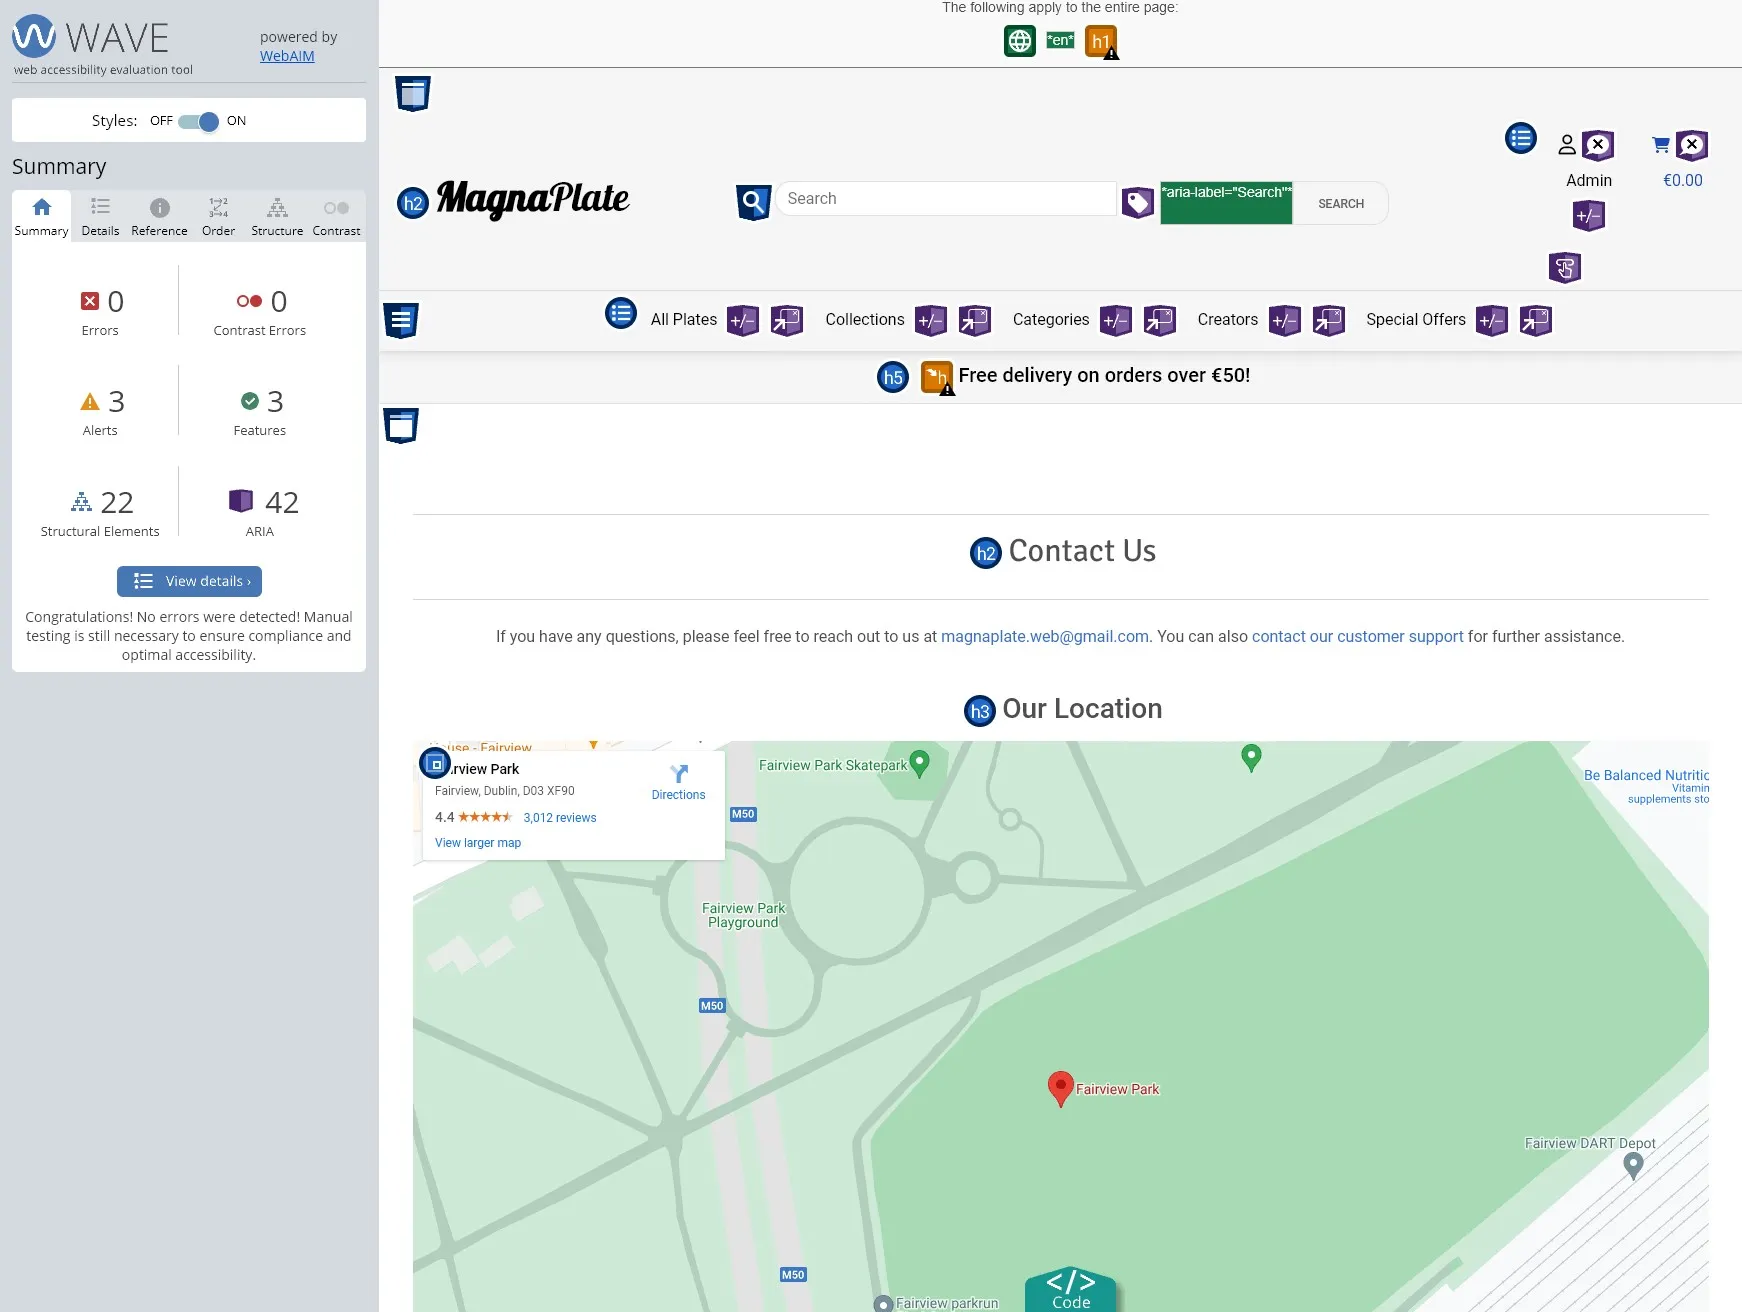 WAVE
web accessibility evaluation tool
powered by
WebAIM
Styles: OFF ON
Summary
Summary Details Reference Order Structure Contrast
0 0
Errors Contrast Errors
3 3
Alerts Features
22 42
Structural Elements ARIA
View details ›
Congratulations! No errors were detected! Manual
testing is still necessary to ensure compliance and
optimal accessibility.
The following apply to the entire page:
*en* h1
h2 MagnaPlate
Search
*aria-label="Search"*
SEARCH
Admin
€0.00
+/-
All Plates +/- Collections +/- Categories +/- Creators +/- Special Offers +/-
h5 h Free delivery on orders over €50!
h2 Contact Us
If you have any questions, please feel free to reach out to us at magnaplate.web@gmail.com. You can also contact our customer support for further assistance.
h3 Our Location
Fairview
rview Park
Fairview, Dublin, D03 XF90
Directions
4.4 3,012 reviews
View larger map
Fairview Park Skatepark
Be Balanced Nutritic
Vitamin
supplements sto
M50
Fairview Park
Playground
M50
Fairview Park
Fairview DART Depot
M50
</>
Code
Fairview parkrun